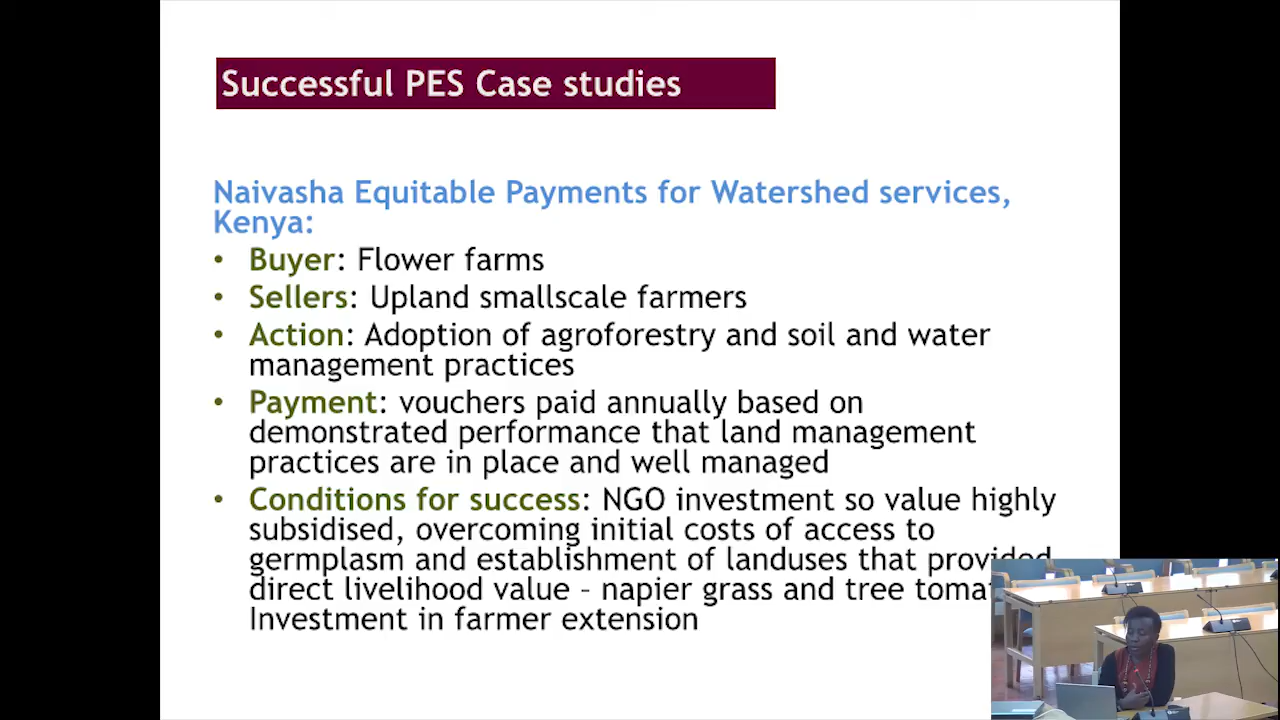 Successful PES Case studies
Naivasha Equitable Payments for Watershed services,
Kenya:
• Buyer: Flower farms
• Sellers: Upland smallscale farmers
• Action: Adoption of agroforestry and soil and water
management practices
• Payment: vouchers paid annually based on
demonstrated performance that land management
practices are in place and well managed
• Conditions for success: NGO investment so value highly
subsidised, overcoming initial costs of access to
germplasm and establishment of landuses that provided
direct livelihood value – napier grass and tree
Investment in farmer extension